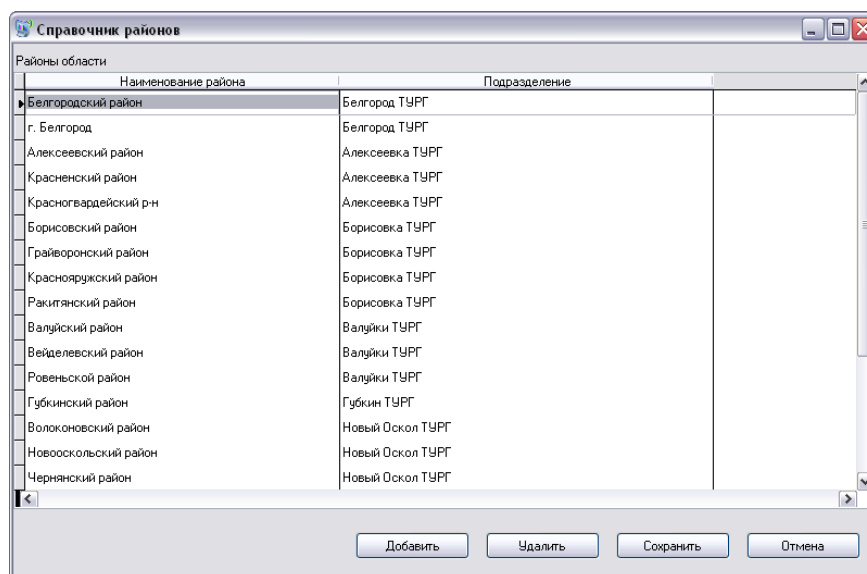 Справочник районов
Районы области
Наименование района Подразделение
Белгородский район Белгород ТУРГ
г. Белгород Белгород ТУРГ
Алексеевский район Алексеевка ТУРГ
Красненский район Алексеевка ТУРГ
Красногвардейский р-н Алексеевка ТУРГ
Борисовский район Борисовка ТУРГ
Грайворонский район Борисовка ТУРГ
Краснояружский район Борисовка ТУРГ
Ракитянский район Борисовка ТУРГ
Валуйский район Валуйки ТУРГ
Вейделевский район Валуйки ТУРГ
Ровеньской район Валуйки ТУРГ
Губкинский район Губкин ТУРГ
Волоконовский район Новый Оскол ТУРГ
Новооскольский район Новый Оскол ТУРГ
Чернянский район Новый Оскол ТУРГ
Добавить Удалить Сохранить Отмена